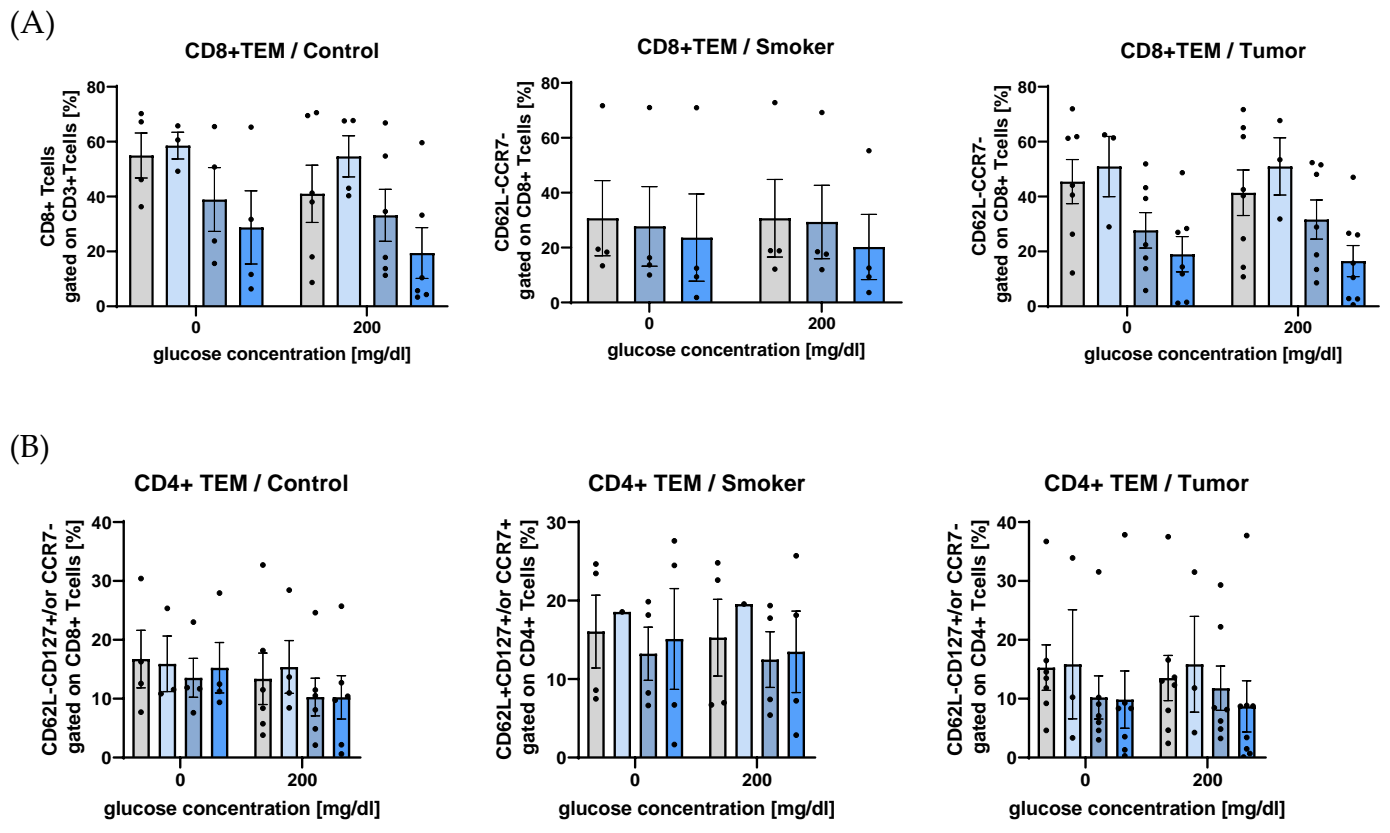 (A)
CD8+TEM / Control
CD8+ Tcells
gated on CD3+Tcells [%]
80
60
40
20
0
0
200
glucose concentration [mg/dl]
CD8+TEM / Smoker
CD62L-CCR7-
gated on CD8+ Tcells [%]
80
60
40
20
0
0
200
glucose concentration [mg/dl]
CD8+TEM / Tumor
CD62L-CCR7-
gated on CD8+ Tcells [%]
80
60
40
20
0
0
200
glucose concentration [mg/dl]
(B)
CD4+ TEM / Control
CD62L-CD127+/or CCR7-
gated on CD8+ Tcells [%]
40
30
20
10
0
0
200
glucose concentration [mg/dl]
CD4+ TEM / Smoker
CD62L+CD127+/or CCR7+
gated on CD4+ Tcells [%]
30
20
10
0
0
200
glucose concentration [mg/dl]
CD4+ TEM / Tumor
CD62L-CD127+/or CCR7-
gated on CD4+ Tcells [%]
40
30
20
10
0
0
200
glucose concentration [mg/dl]